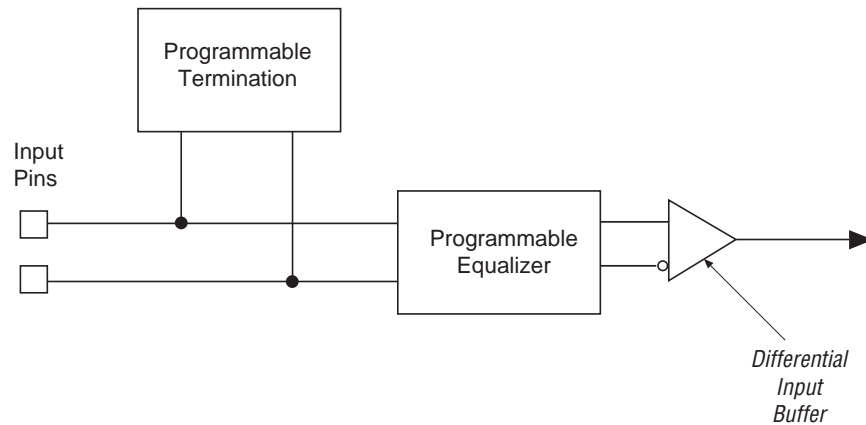 Programmable
Termination
Input
Pins
Programmable
Equalizer
Differential
Input
Buffer